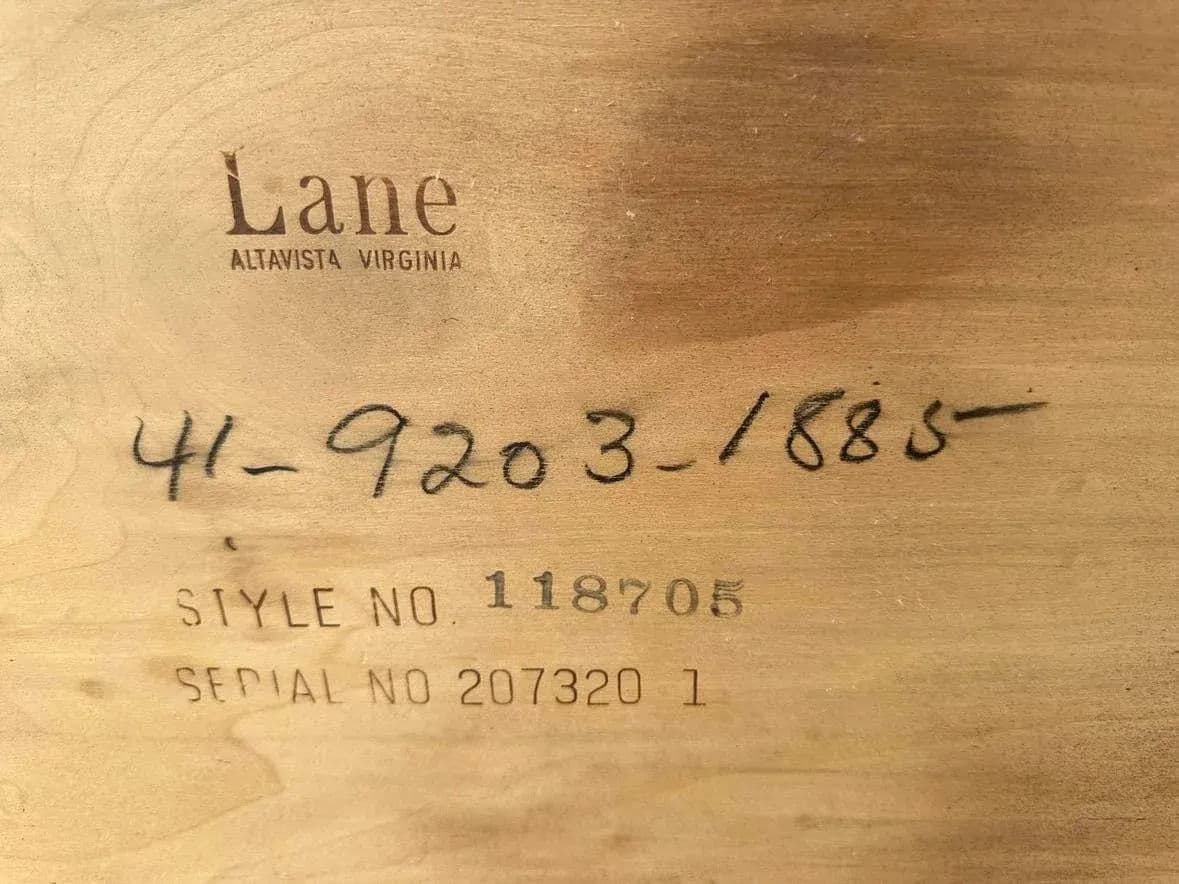 Lane
ALTAVISTA VIRGINIA
41-9203-1885
STYLE NO. 118705
SERIAL NO 207320 1